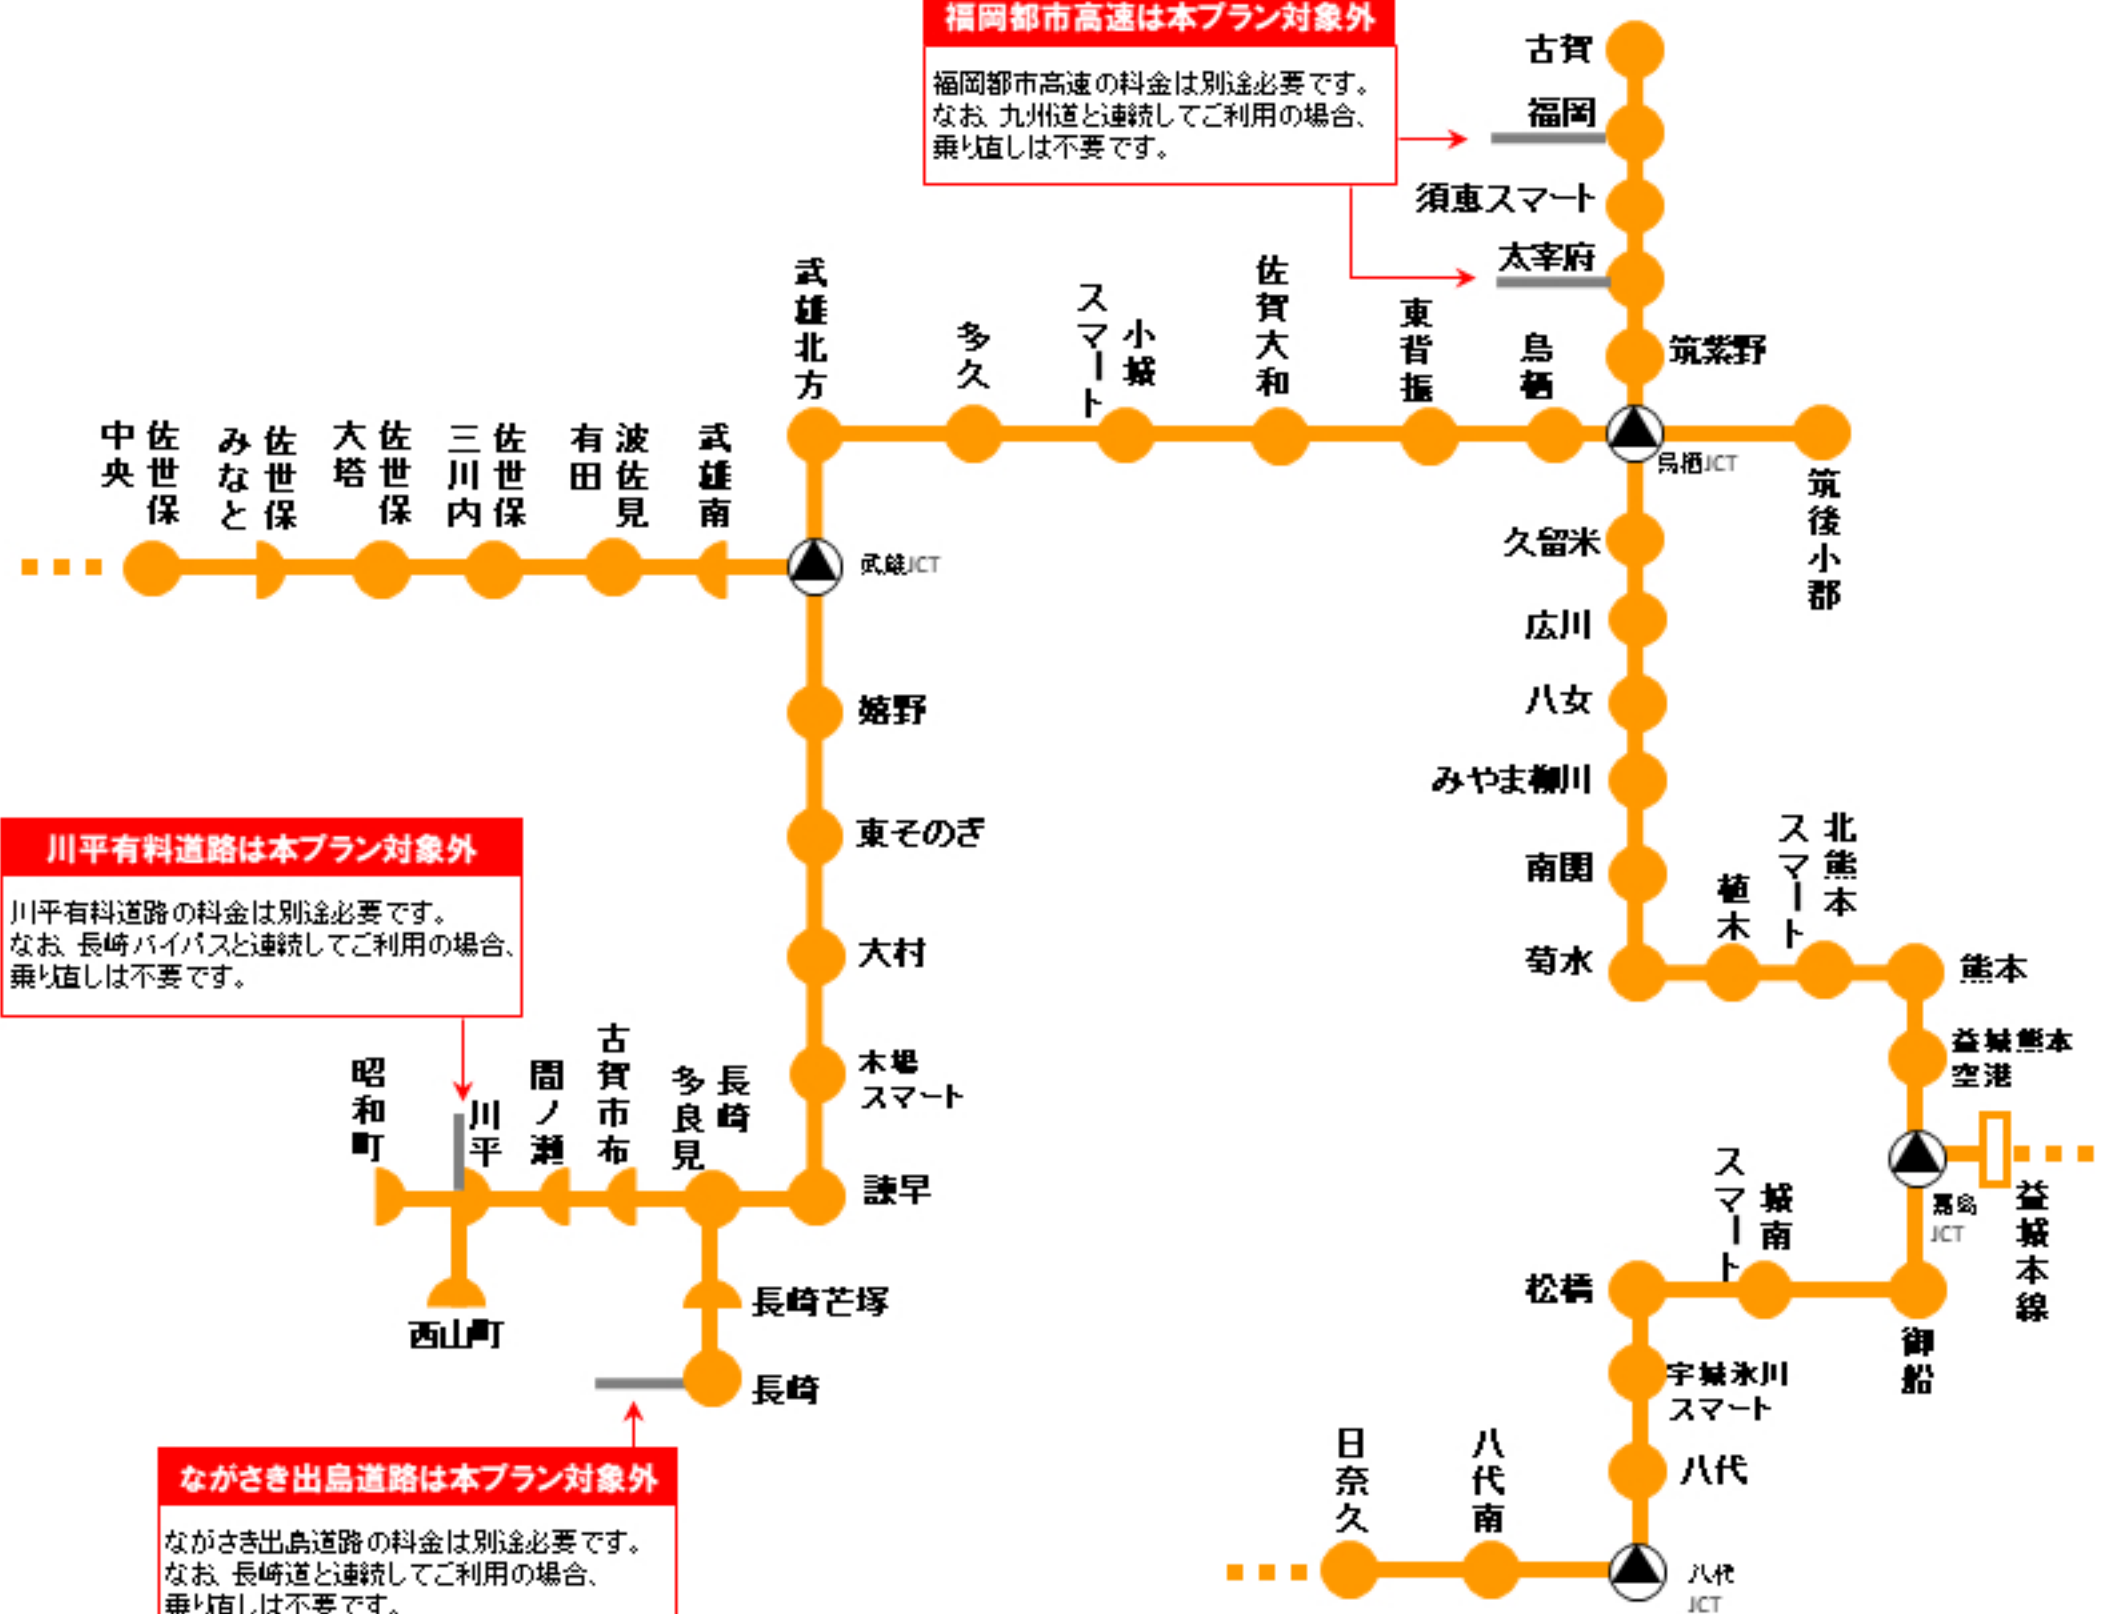 福岡都市高速は本プラン対象外
福岡都市高速の料金は別途必要です。
なお、九州道と連続してご利用の場合、
乗り直しは不要です。
古賀
福岡
須恵スマート
太宰府
筑紫野
鳥栖JCT
筑後小郡
鳥栖
東背振
佐賀大和
小城
スマート
多久
武雄北方
武雄JCT
武雄南
波佐見
有田
佐世保
三川内
佐世保
大塔
佐世保
みなと
佐世保
中央
嬉野
東そのぎ
大村
木場
スマート
諫早
長崎
多良見
古賀市布
間ノ瀬
川平
昭和町
西山町
長崎芒塚
長崎
川平有料道路は本プラン対象外
川平有料道路の料金は別途必要です。
なお、長崎バイパスと連続してご利用の場合、
乗り直しは不要です。
ながさき出島道路は本プラン対象外
ながさき出島道路の料金は別途必要です。
なお、長崎道と連続してご利用の場合、
乗り直しは不要です。
久留米
広川
八女
みやま柳川
南関
菊水
植木
北熊本
スマート
熊本
益城熊本
空港
嘉島
JCT
益城本線
御船
城南
スマート
松橋
宇城氷川
スマート
八代
八代
JCT
八代南
日奈久